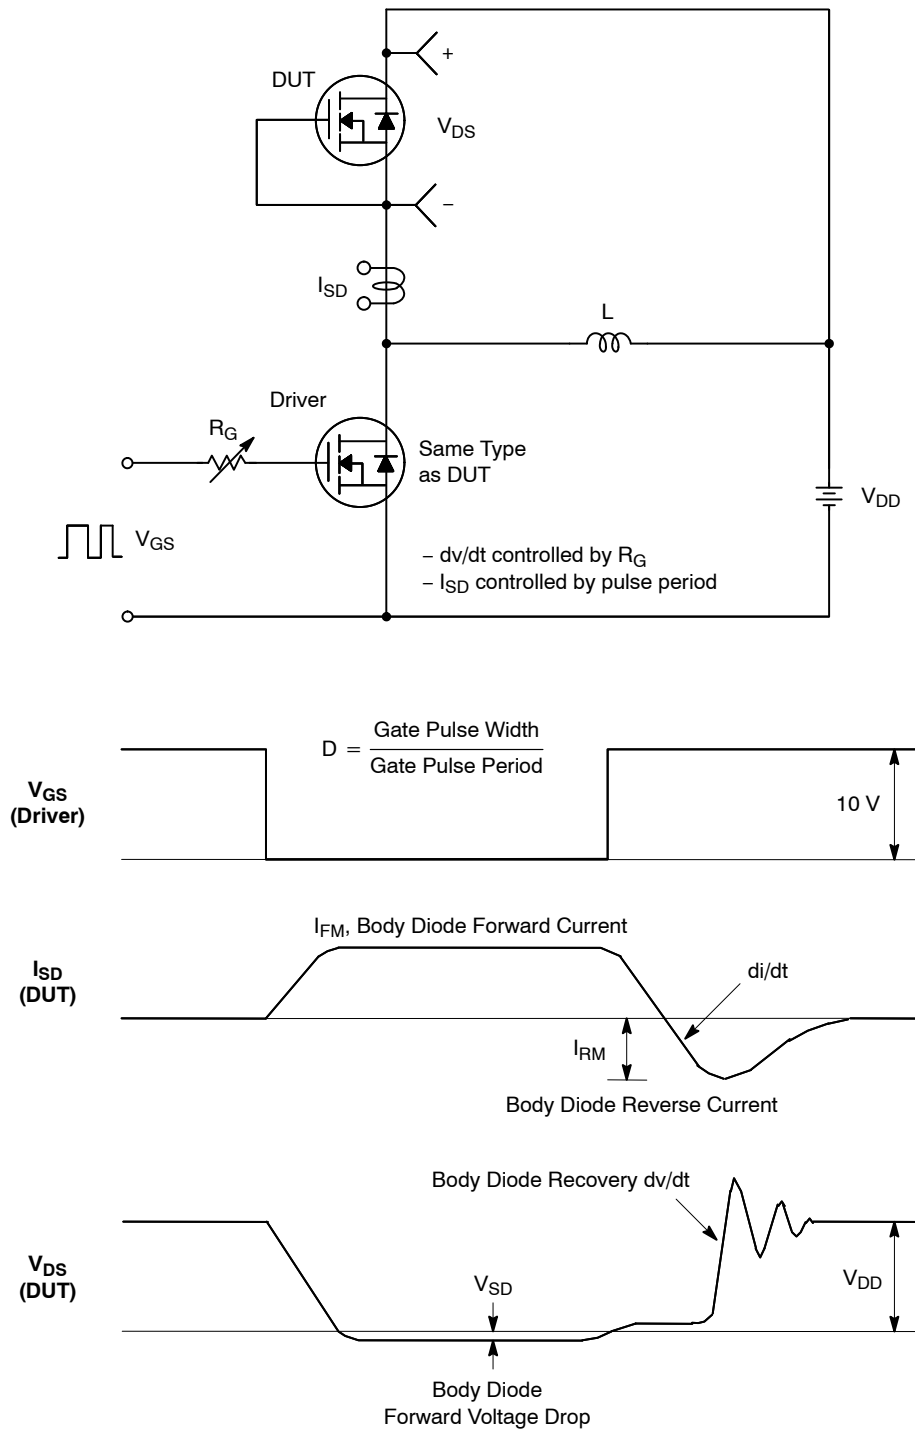 +
DUT
V_DS
−
I_SD
L
Driver
R_G
Same Type
as DUT
V_DD
V_GS
– dv/dt controlled by R_G
– I_SD controlled by pulse period
D = Gate Pulse Width
Gate Pulse Period
V_GS
(Driver)
10 V
I_FM, Body Diode Forward Current
I_SD
(DUT)
di/dt
I_RM
Body Diode Reverse Current
Body Diode Recovery dv/dt
V_DS
(DUT)
V_SD
V_DD
Body Diode
Forward Voltage Drop